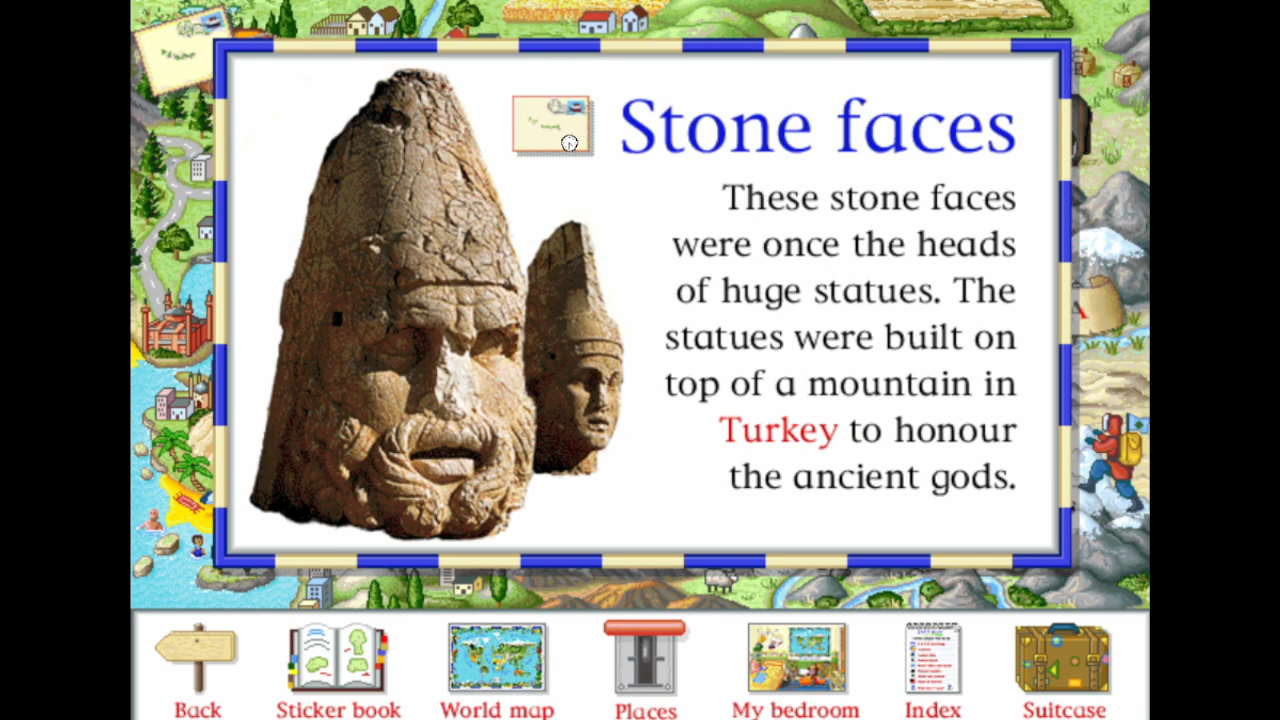 Stone faces
These stone faces
were once the heads
of huge statues. The
statues were built on
top of a mountain in
Turkey to honour
the ancient gods.
Back
Sticker book
World map
Places
My bedroom
Index
Suitcase